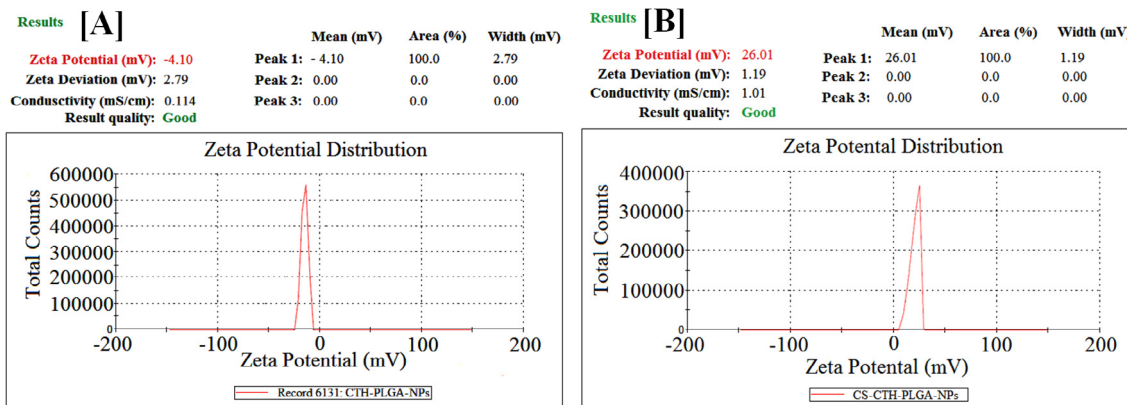 Results [A]
Mean (mV) Area (%) Width (mV)
Zeta Potential (mV): -4.10 Peak 1: - 4.10 100.0 2.79
Zeta Deviation (mV): 2.79 Peak 2: 0.00 0.0 0.00
Condusctivity (mS/cm): 0.114 Peak 3: 0.00 0.0 0.00
Result quality: Good
Zeta Potential Distribution
Total Counts
600000
500000
400000
300000
200000
100000
0
-200 -100 0 100 200
Zeta Potential (mV)
Record 6131: CTH-PLGA-NPs
Results [B]
Mean (mV) Area (%) Width (mV)
Zeta Potential (mV): 26.01 Peak 1: 26.01 100.0 1.19
Zeta Deviation (mV): 1.19 Peak 2: 0.00 0.0 0.00
Conductivity (mS/cm): 1.01 Peak 3: 0.00 0.0 0.00
Result quality: Good
Zeta Potental Distribution
Total Counts
400000
300000
200000
100000
0
-200 -100 0 100 200
Zeta Potental (mV)
CS-CTH-PLGA-NPs